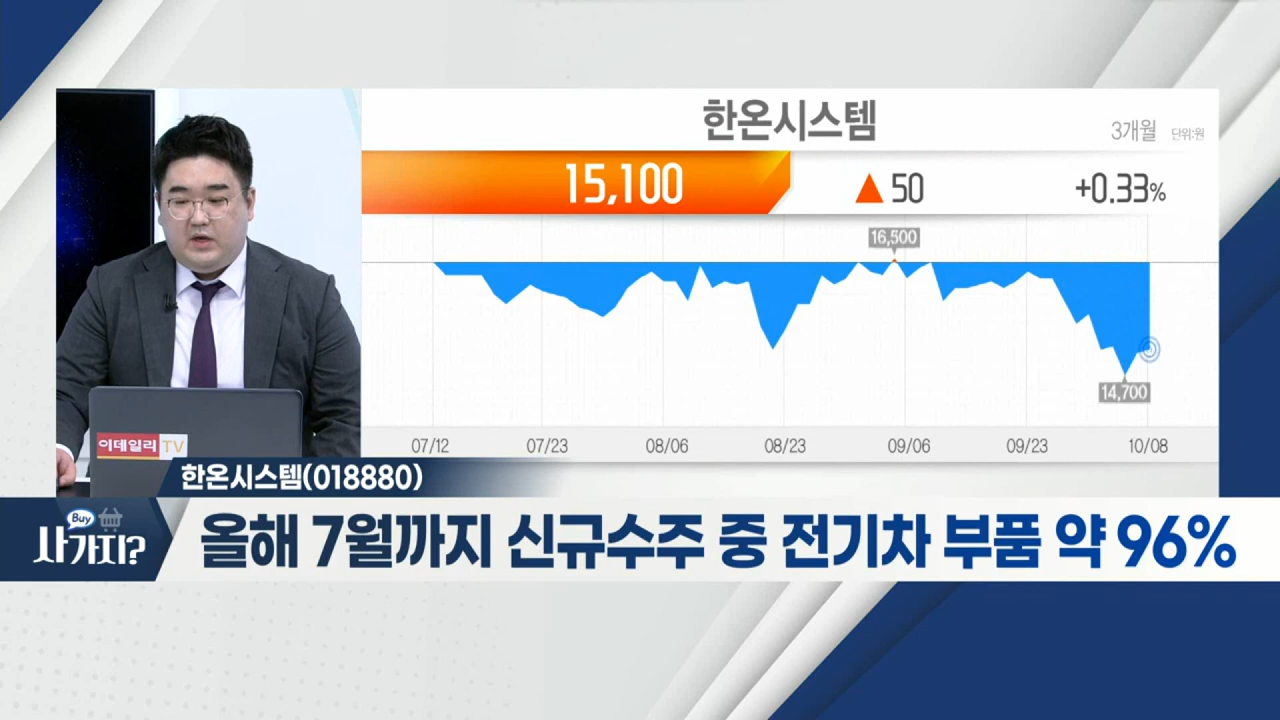 한온시스템
3개월 단위:원
15,100 ▲50 +0.33%
16,500
14,700
07/12 07/23 08/06 08/23 09/06 09/23 10/08
이데일리 TV
한온시스템(018880)
Buy
사가지?
올해 7월까지 신규수주 중 전기차 부품 약 96%